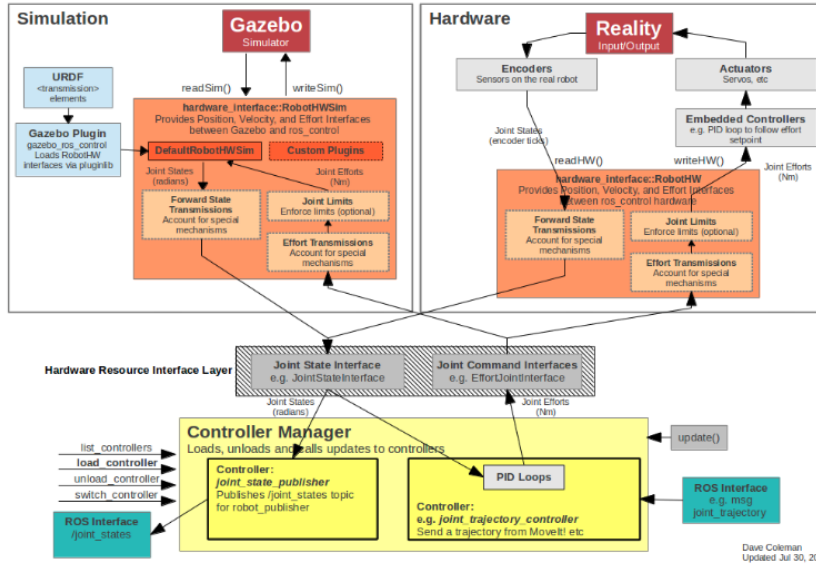 Simulation
Gazebo
Simulator
URDF
<transmission>
elements
readSim()
writeSim()
Gazebo Plugin
gazebo_ros_control
Loads RobotHW
interfaces via pluginlib
hardware_interface::RobotHWSim
Provides Position, Velocity, and Effort Interfaces
between Gazebo and ros_control
DefaultRobotHWSim
Custom Plugins
Joint States
(radians)
Joint Efforts
(Nm)
Forward State
Transmissions
Account for special
mechanisms
Joint Limits
Enforce limits (optional)
Effort Transmissions
Account for special
mechanisms
Hardware
Reality
Input/Output
Encoders
Sensors on the real robot
Actuators
Servos, etc
Embedded Controllers
e.g. PID loop to follow effort
setpoint
Joint States
(encoder ticks)
readHW()
writeHW()
Joint Efforts
(Nm)
hardware_interface::RobotHW
Provides Position, Velocity, and Effort Interfaces
between ros_control hardware
Forward State
Transmissions
Account for special
mechanisms
Joint Limits
Enforce limits (optional)
Effort Transmissions
Account for special
mechanisms
Hardware Resource Interface Layer
Joint State Interface
e.g. JointStateInterface
Joint Command Interfaces
e.g. EffortJointInterface
Joint States
(radians)
Joint Efforts
(Nm)
Controller Manager
Loads, unloads and calls updates to controllers
update()
list_controllers
load_controller
unload_controller
switch_controller
Controller:
joint_state_publisher
Publishes /joint_states topic
for robot_publisher
PID Loops
Controller:
e.g. joint_trajectory_controller
Send a trajectory from MoveIt! etc
ROS Interface
/joint_states
ROS Interface
e.g. msg
joint_trajectory
Dave Coleman
Updated Jul 30, 20